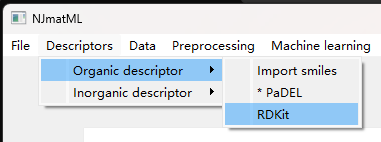 NJmatML
File Descriptors Data Preprocessing Machine learning
Organic descriptor
Inorganic descriptor
Import smiles
* PaDEL
RDKit